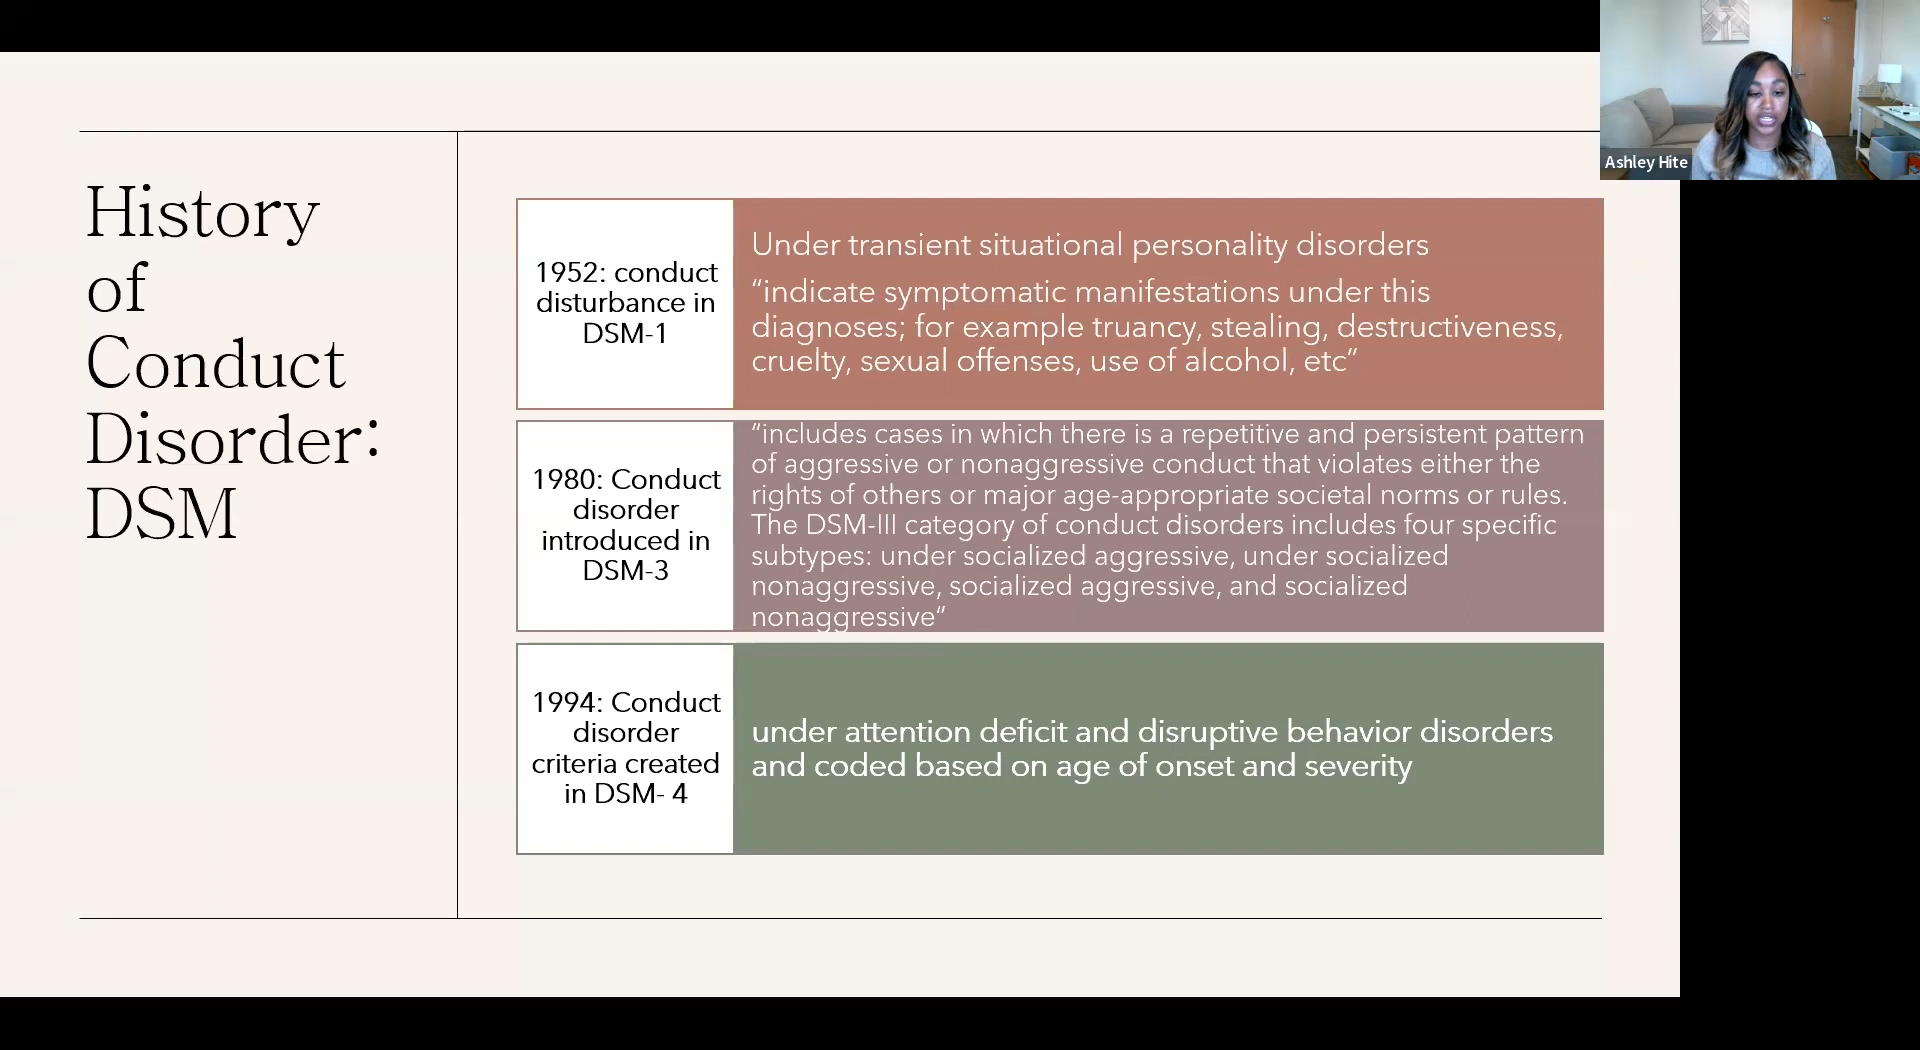 History
of
Conduct
Disorder:
DSM
1952: conduct
disturbance in
DSM-1
Under transient situational personality disorders
“indicate symptomatic manifestations under this
diagnoses; for example truancy, stealing, destructiveness,
cruelty, sexual offenses, use of alcohol, etc”
1980: Conduct
disorder
introduced in
DSM-3
“includes cases in which there is a repetitive and persistent pattern
of aggressive or nonaggressive conduct that violates either the
rights of others or major age-appropriate societal norms or rules.
The DSM-III category of conduct disorders includes four specific
subtypes: under socialized aggressive, under socialized
nonaggressive, socialized aggressive, and socialized
nonaggressive”
1994: Conduct
disorder
criteria created
in DSM- 4
under attention deficit and disruptive behavior disorders
and coded based on age of onset and severity
Ashley Hite